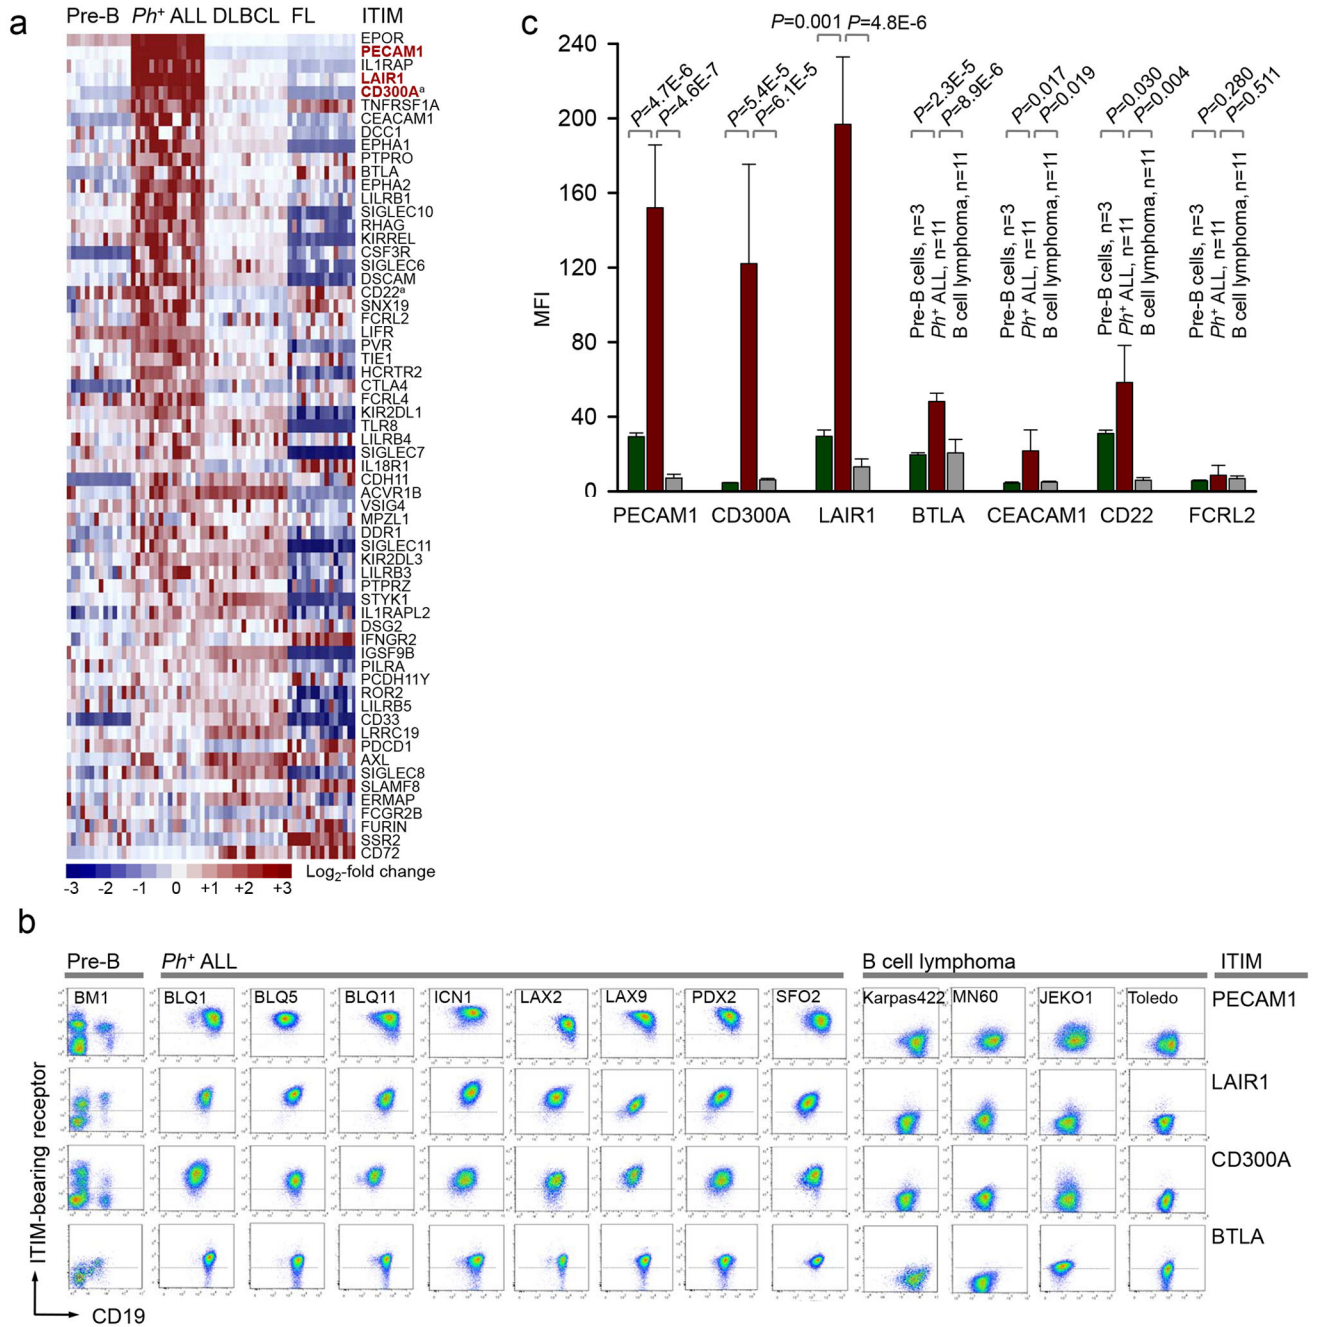 a
Pre-B Ph+ ALL DLBCL FL ITIM
EPOR
PECAM1
IL1RAP
LAIR1
CD300Aa
TNFRSF1A
CEACAM1
DCC1
EPHA1
PTPRO
BTLA
EPHA2
LILRB1
SIGLEC10
RHAG
KIRREL
CSF3R
SIGLEC6
DSCAM
CD22a
SNX19
FCRL2
LIFR
PVR
TIE1
HCRTR2
CTLA4
FCRL4
KIR2DL1
TLR8
LILRB4
SIGLEC7
IL18R1
CDH11
ACVR1B
VSIG4
MPZL1
DDR1
SIGLEC11
KIR2DL3
LILRB3
PTPRZ
STYK1
IL1RAPL2
DSG2
IFNGR2
IGSF9B
PILRA
PCDH11Y
ROR2
LILRB5
CD33
LRRC19
PDCD1
AXL
SIGLEC8
SLAMF8
ERMAP
FCGR2B
FURIN
SSR2
CD72
Log2-fold change
-3 -2 -1 0 +1 +2 +3
c
P=0.001 P=4.8E-6
P=4.7E-6
P=4.6E-7
P=5.4E-5
P=6.1E-5
P=2.3E-5
P=8.9E-6
P=0.017
P=0.019
P=0.030
P=0.004
P=0.280
P=0.511
240
200
160
120
80
40
0
MFI
Pre-B cells, n=3
Ph+ ALL, n=11
B cell lymphoma, n=11
Pre-B cells, n=3
Ph+ ALL, n=11
B cell lymphoma, n=11
Pre-B cells, n=3
Ph+ ALL, n=11
B cell lymphoma, n=11
Pre-B cells, n=3
Ph+ ALL, n=11
B cell lymphoma, n=11
PECAM1 CD300A LAIR1 BTLA CEACAM1 CD22 FCRL2
b
Pre-B Ph+ ALL B cell lymphoma ITIM
BM1 BLQ1 BLQ5 BLQ11 ICN1 LAX2 LAX9 PDX2 SFO2 Karpas422 MN60 JEKO1 Toledo
PECAM1
LAIR1
CD300A
BTLA
ITIM-bearing receptor
CD19